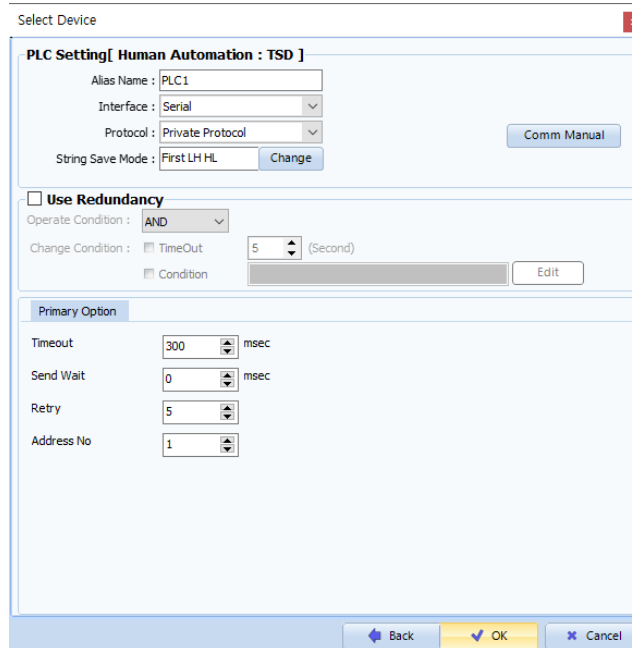 Select Device
PLC Setting[ Human Automation : TSD ]
Alias Name : PLC1
Interface : Serial
Protocol : Private Protocol
Comm Manual
String Save Mode : First LH HL Change
Use Redundancy
Operate Condition : AND
Change Condition : TimeOut 5 (Second)
Condition Edit
Primary Option
Timeout 300 msec
Send Wait 0 msec
Retry 5
Address No 1
Back OK Cancel